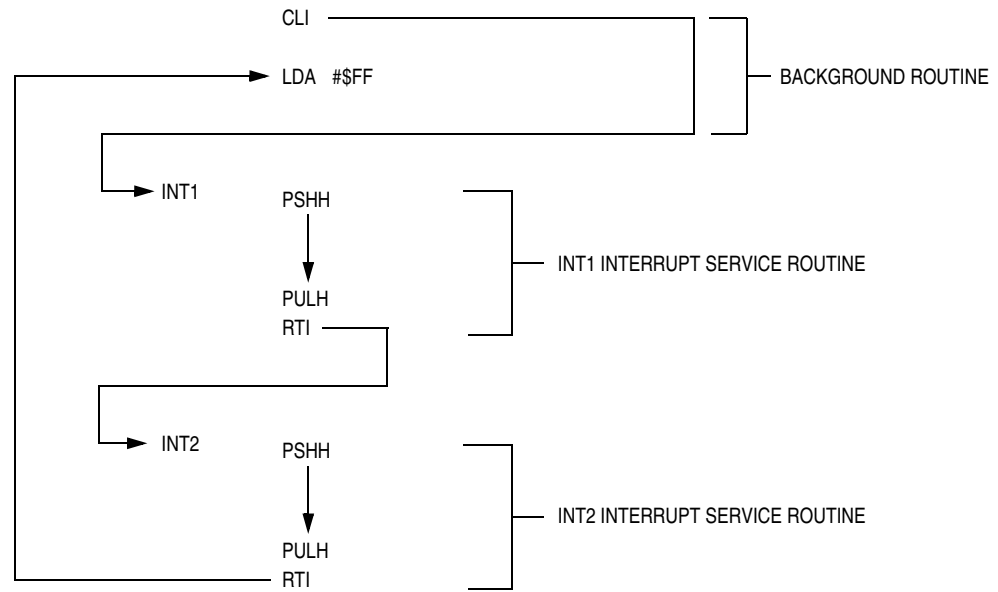 CLI
LDA #$FF
BACKGROUND ROUTINE
INT1
PSHH
INT1 INTERRUPT SERVICE ROUTINE
PULH
RTI
INT2
PSHH
INT2 INTERRUPT SERVICE ROUTINE
PULH
RTI